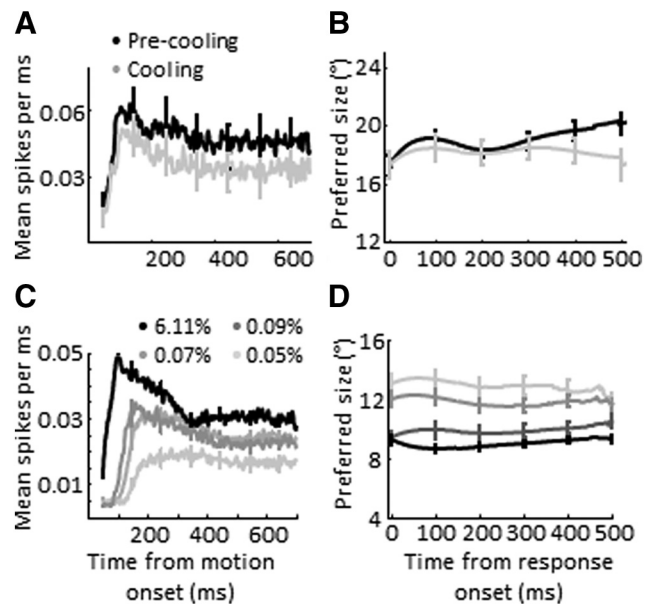 A
Pre-cooling
Cooling
Mean spikes per ms
0.06
0.03
200 400 600
B
Preferred size (°)
24
20
16
12
0 100 200 300 400 500
C
6.11% 0.09%
0.07% 0.05%
Mean spikes per ms
0.05
0.03
0.01
200 400 600
Time from motion
onset (ms)
D
Preferred size (°)
16
12
8
4
0 100 200 300 400 500
Time from response
onset (ms)